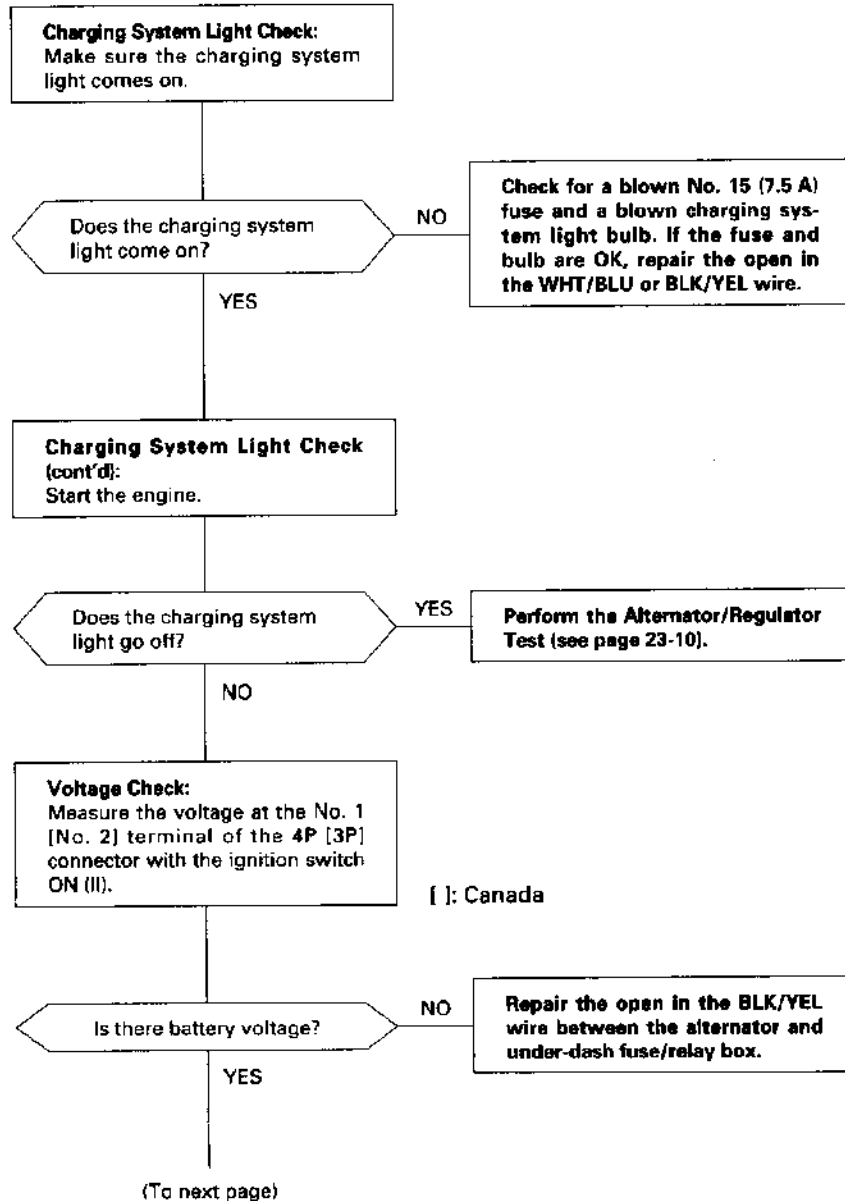 Charging System Light Check:
Make sure the charging system
light comes on.
Does the charging system
light come on?
NO
Check for a blown No. 15 (7.5 A)
fuse and a blown charging sys-
tem light bulb. If the fuse and
bulb are OK, repair the open in
the WHT/BLU or BLK/YEL wire.
YES
Charging System Light Check
(cont'd):
Start the engine.
Does the charging system
light go off?
YES
Perform the Alternator/Regulator
Test (see page 23-10).
NO
Voltage Check:
Measure the voltage at the No. 1
[No. 2] terminal of the 4P [3P]
connector with the ignition switch
ON (II).
[ ]: Canada
Is there battery voltage?
NO
Repair the open in the BLK/YEL
wire between the alternator and
under-dash fuse/relay box.
YES
(To next page)